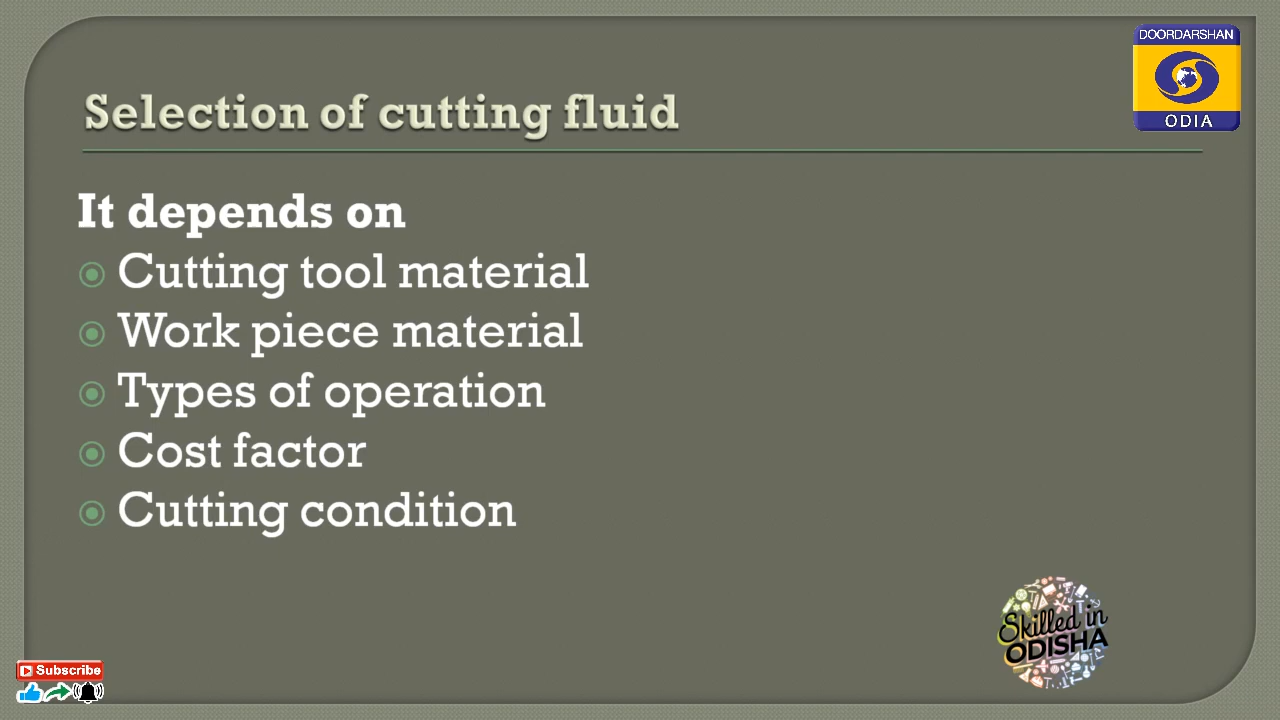 DOORDARSHAN
ODIA
Selection of cutting fluid
It depends on
Cutting tool material
Work piece material
Types of operation
Cost factor
Cutting condition
Skilled in
ODISHA
Subscribe